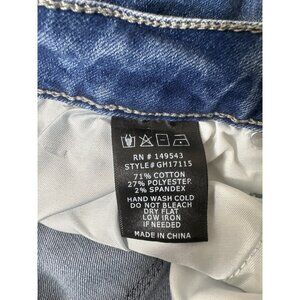 RN # 149543
STYLE#GH17115
71% COTTON
27% POLYESTER
2% SPANDEX
HAND WASH COLD
DO NOT BLEACH
DRY FLAT
LOW IRON
IF NEEDED
MADE IN CHINA